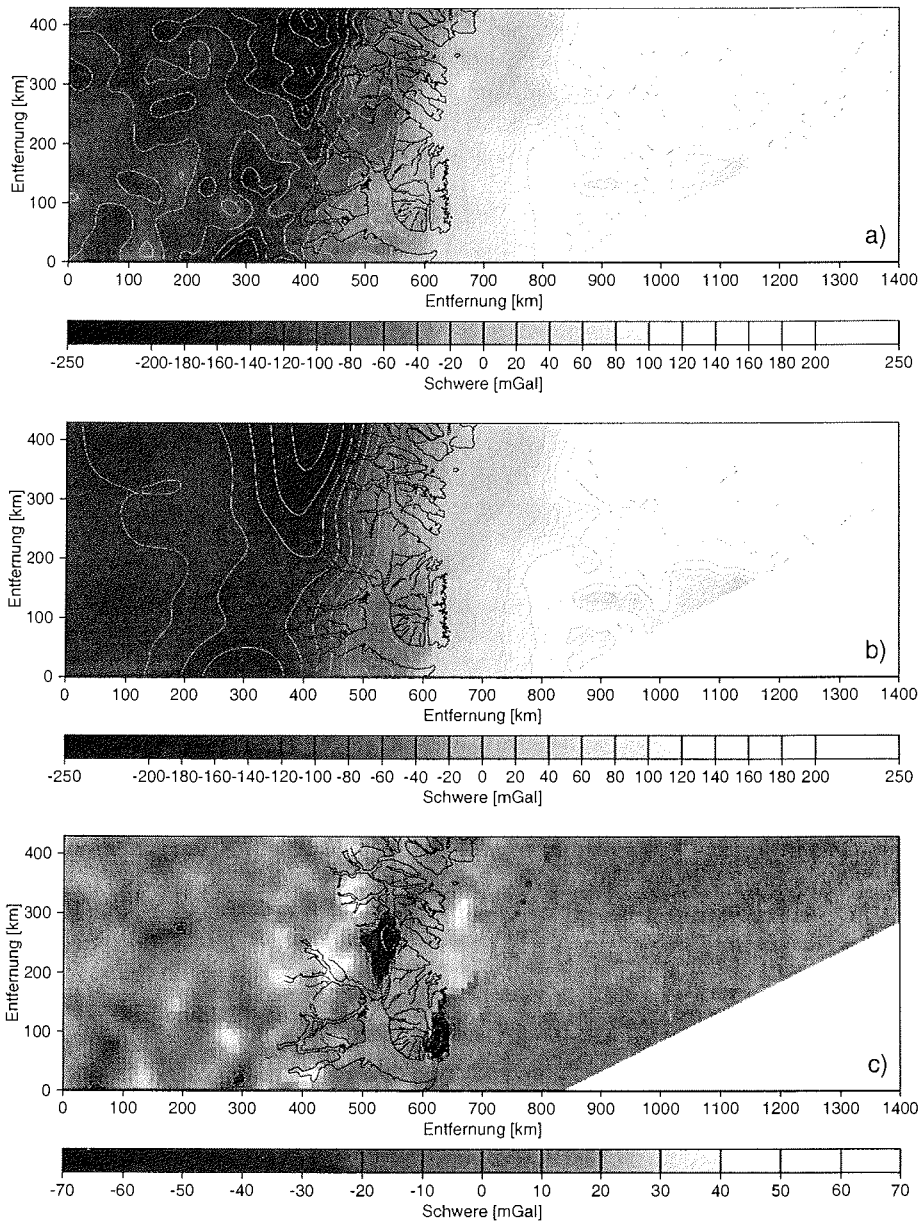 400
300
200
100
0
Entfernung [km]
a)
0 100 200 300 400 500 600 700 800 900 1000 1100 1200 1300 1400
Entfernung [km]
-250 -200 -180 -160 -140 -120 -110 -80 -60 -40 -20 0 20 40 60 80 100 120 140 160 180 200 250
Schwere [mGal]
400
300
200
100
0
Entfernung [km]
b)
0 100 200 300 400 500 600 700 800 900 1000 1100 1200 1300 1400
Entfernung [km]
-250 -200 -180 -160 -140 -120 -100 -80 -60 -40 -20 0 20 40 60 80 100 120 140 160 180 200 250
Schwere [mGal]
400
300
200
100
0
Entfernung [km]
c)
0 100 200 300 400 500 600 700 800 900 1000 1100 1200 1300 1400
Entfernung [km]
-70 -60 -50 -40 -30 -20 -10 0 10 20 30 40 50 60 70
Schwere [mGal]